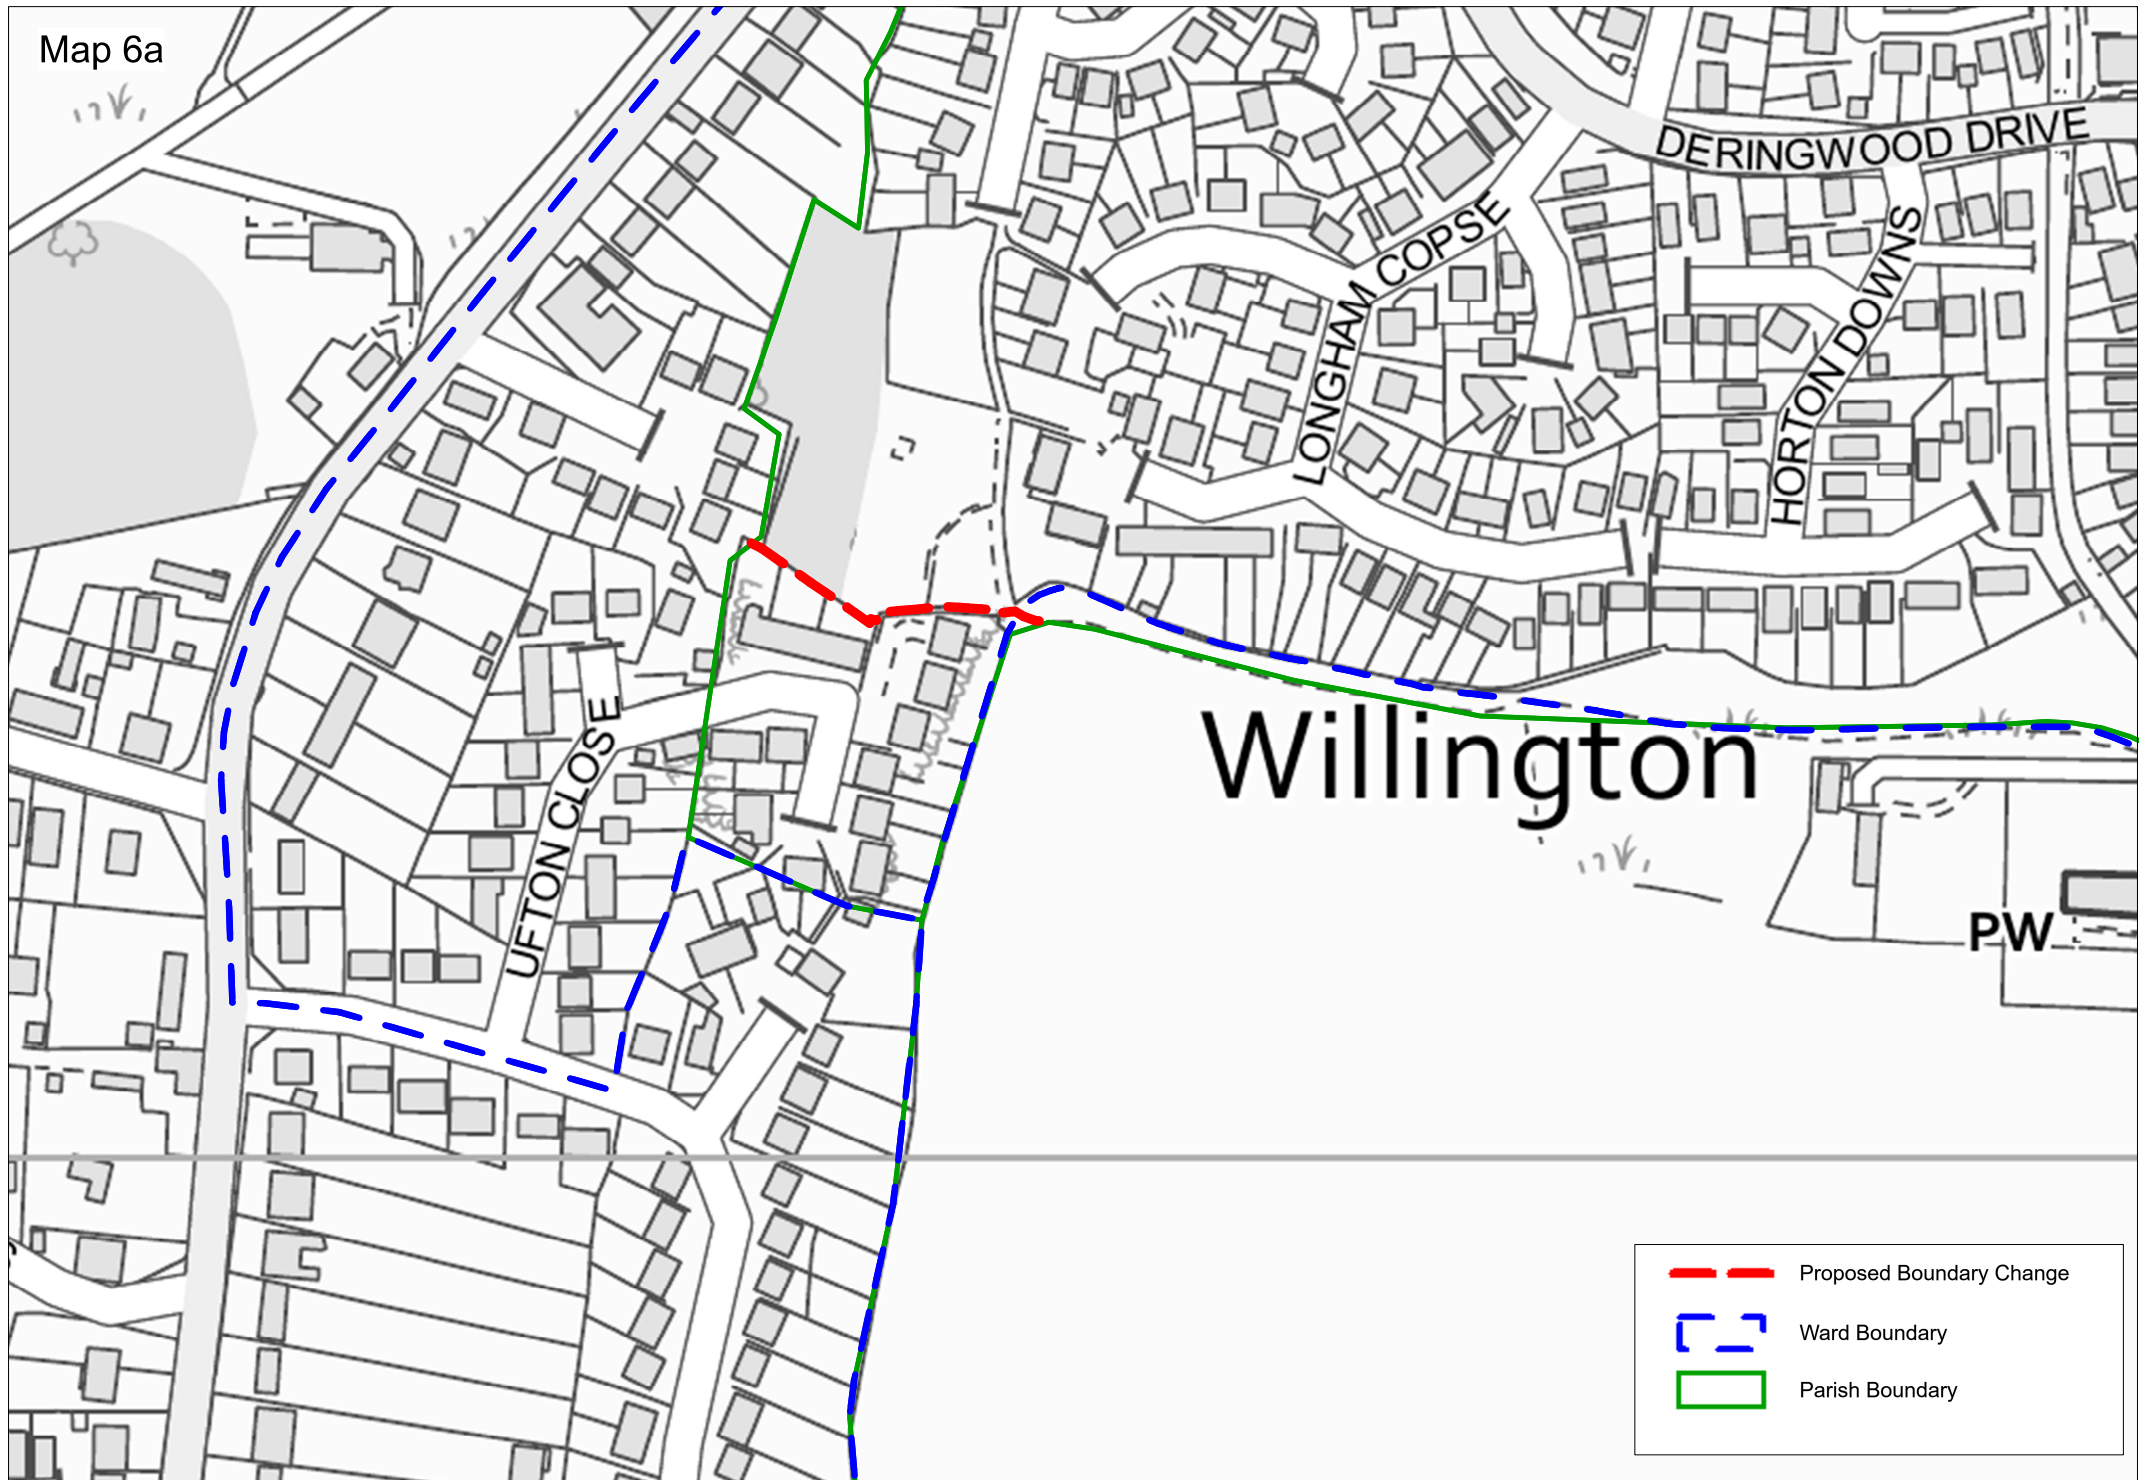 Map 6a
DERINGWOOD DRIVE
LONGHAM COPSE
HORTON DOWNS
UFTON CLOSE
Willington
PW
Proposed Boundary Change
Ward Boundary
Parish Boundary